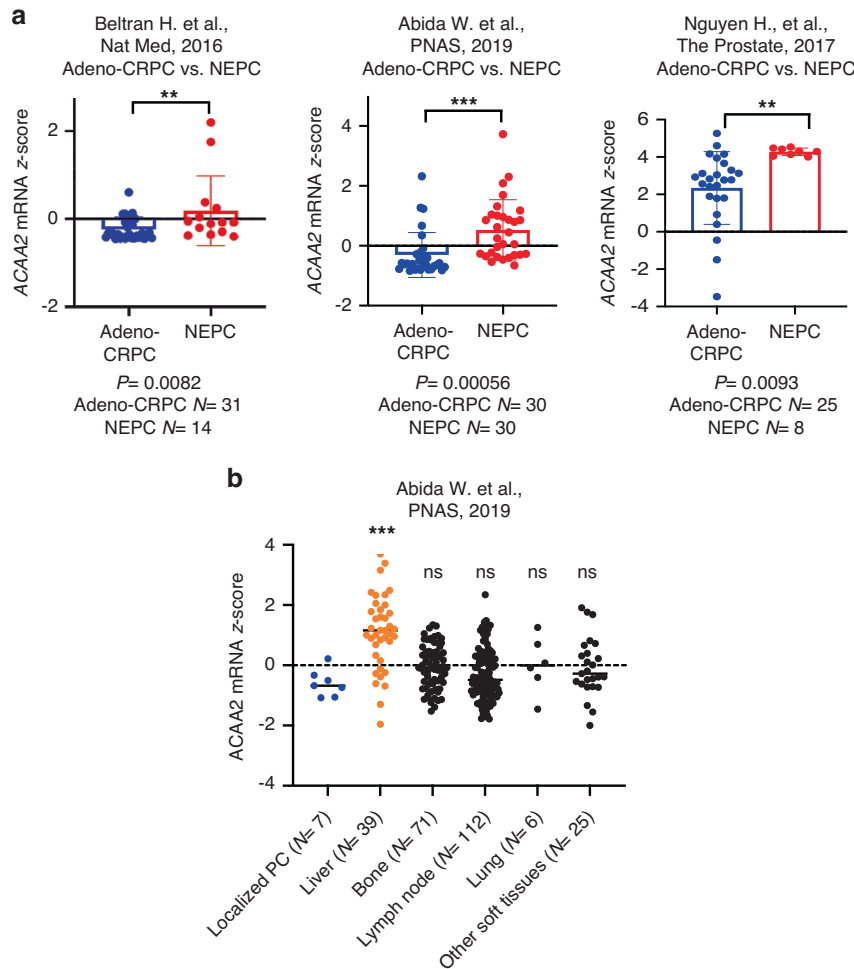 a
Beltran H. et al.,
Nat Med, 2016
Adeno-CRPC vs. NEPC
**
ACAA2 mRNA z-score
2
0
-2
Adeno-
CRPC
NEPC
P= 0.0082
Adeno-CRPC N= 31
NEPC N= 14
Abida W. et al.,
PNAS, 2019
Adeno-CRPC vs. NEPC
***
ACAA2 mRNA z-score
4
2
0
-2
Adeno-
CRPC
NEPC
P= 0.00056
Adeno-CRPC N= 30
NEPC N= 30
Nguyen H., et al.,
The Prostate, 2017
Adeno-CRPC vs. NEPC
**
ACAA2 mRNA z-score
6
4
2
0
-2
-4
Adeno-
CRPC
NEPC
P= 0.0093
Adeno-CRPC N= 25
NEPC N= 8
b
Abida W. et al.,
PNAS, 2019
***
ns
ns
ns
ns
ACAA2 mRNA z-score
4
2
0
-2
-4
Localized PC (N= 7)
Liver (N= 39)
Bone (N= 71)
Lymph node (N= 112)
Lung (N= 6)
Other soft tissues (N= 25)